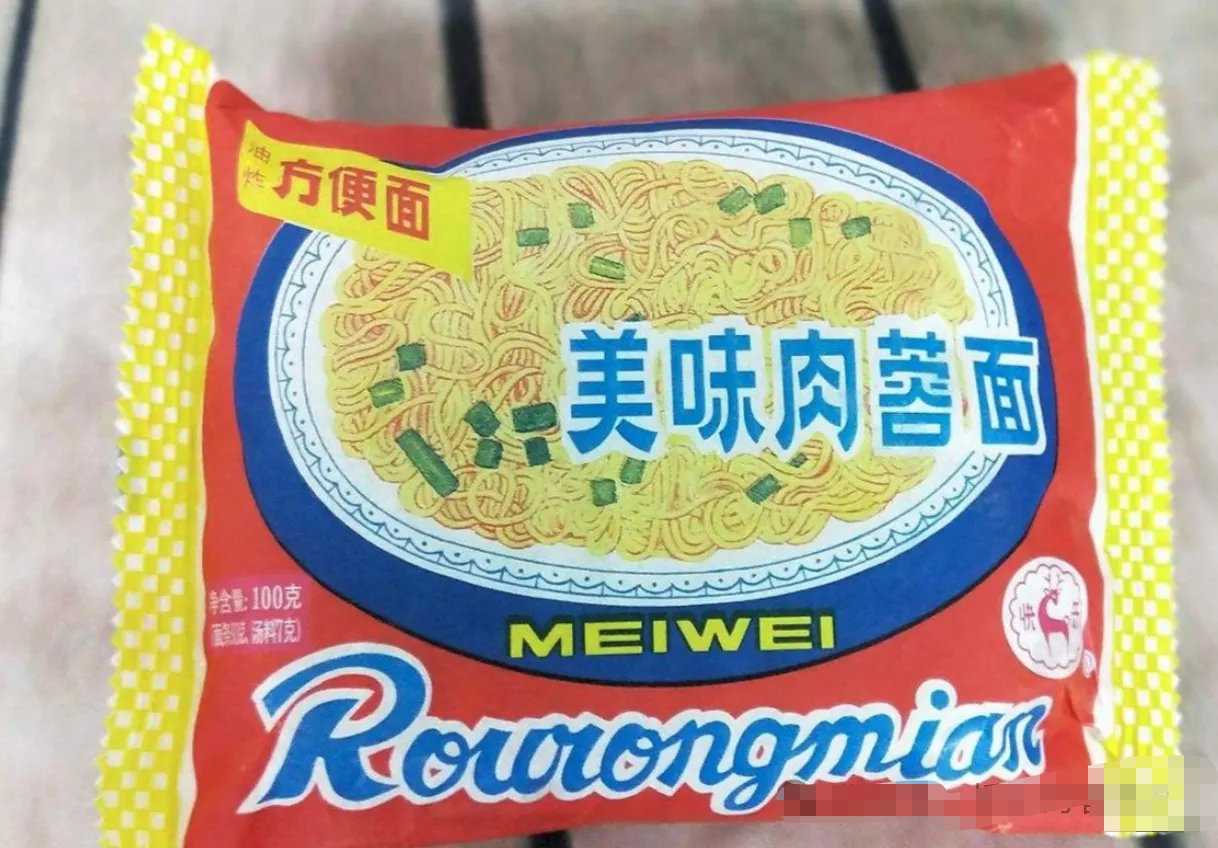 油炸
方便面
美味肉蓉面
净含量: 100克
MEIWEI
Rourongmian